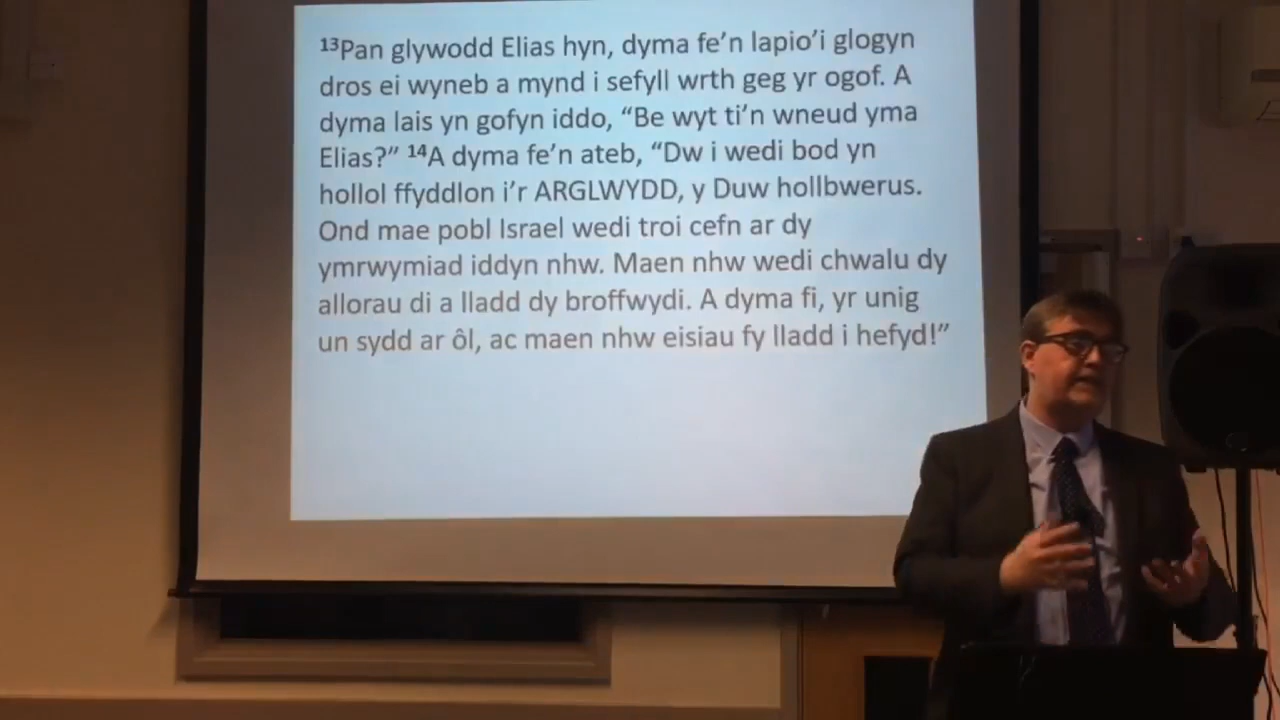 ¹³Pan glywodd Elias hyn, dyma fe’n lapio’i glogyn
dros ei wyneb a mynd i sefyll wrth geg yr ogof. A
dyma lais yn gofyn iddo, “Be wyt ti’n wneud yma
Elias?” ¹⁴A dyma fe’n ateb, “Dw i wedi bod yn
hollol ffyddlon i’r ARGLWYDD, y Duw hollbwerus.
Ond mae pobl Israel wedi troi cefn ar dy
ymrwymiad iddyn nhw. Maen nhw wedi chwalu dy
allorau di a lladd dy broffwydi. A dyma fi, yr unig
un sydd ar ôl, ac maen nhw eisiau fy lladd i hefyd!”